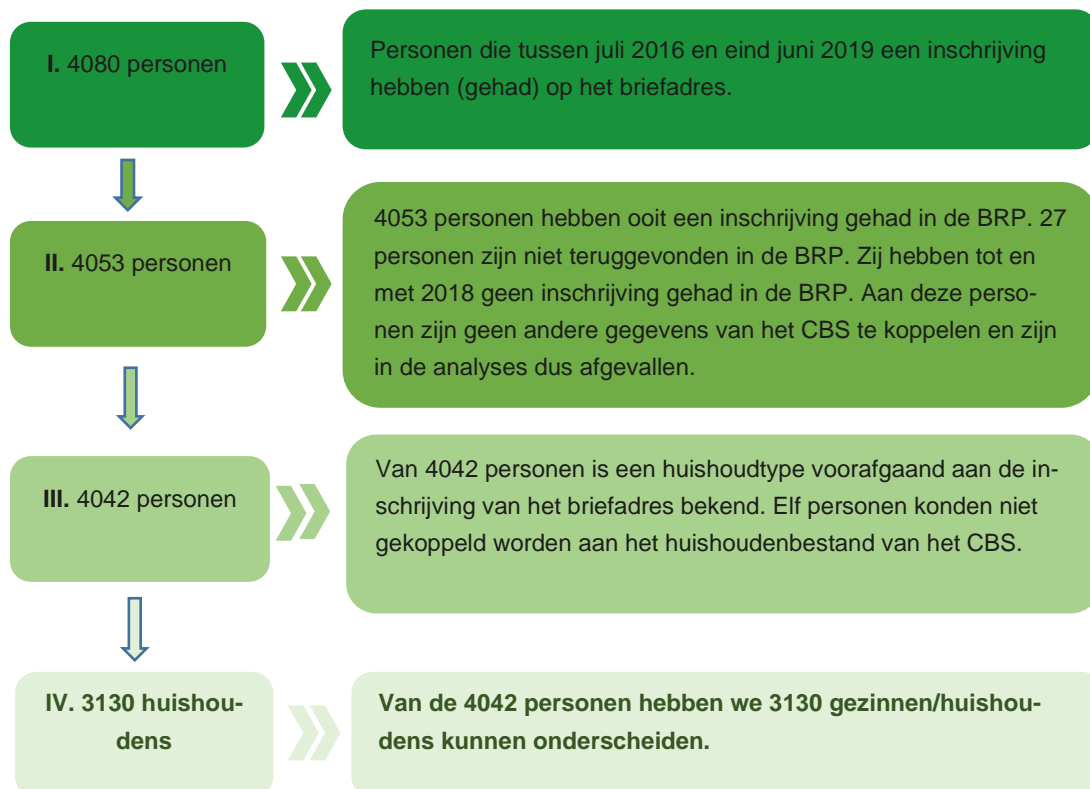 I. 4080 personen
Personen die tussen juli 2016 en eind juni 2019 een inschrijving
hebben (gehad) op het briefadres.
II. 4053 personen
4053 personen hebben ooit een inschrijving gehad in de BRP. 27
personen zijn niet teruggevonden in de BRP. Zij hebben tot en
met 2018 geen inschrijving gehad in de BRP. Aan deze perso-
nen zijn geen andere gegevens van het CBS te koppelen en zijn
in de analyses dus afgevallen.
III. 4042 personen
Van 4042 personen is een huishoudtype voorafgaand aan de in-
schrijving van het briefadres bekend. Elf personen konden niet
gekoppeld worden aan het huishoudenbestand van het CBS.
IV. 3130 huishou-
dens
Van de 4042 personen hebben we 3130 gezinnen/huishou-
dens kunnen onderscheiden.